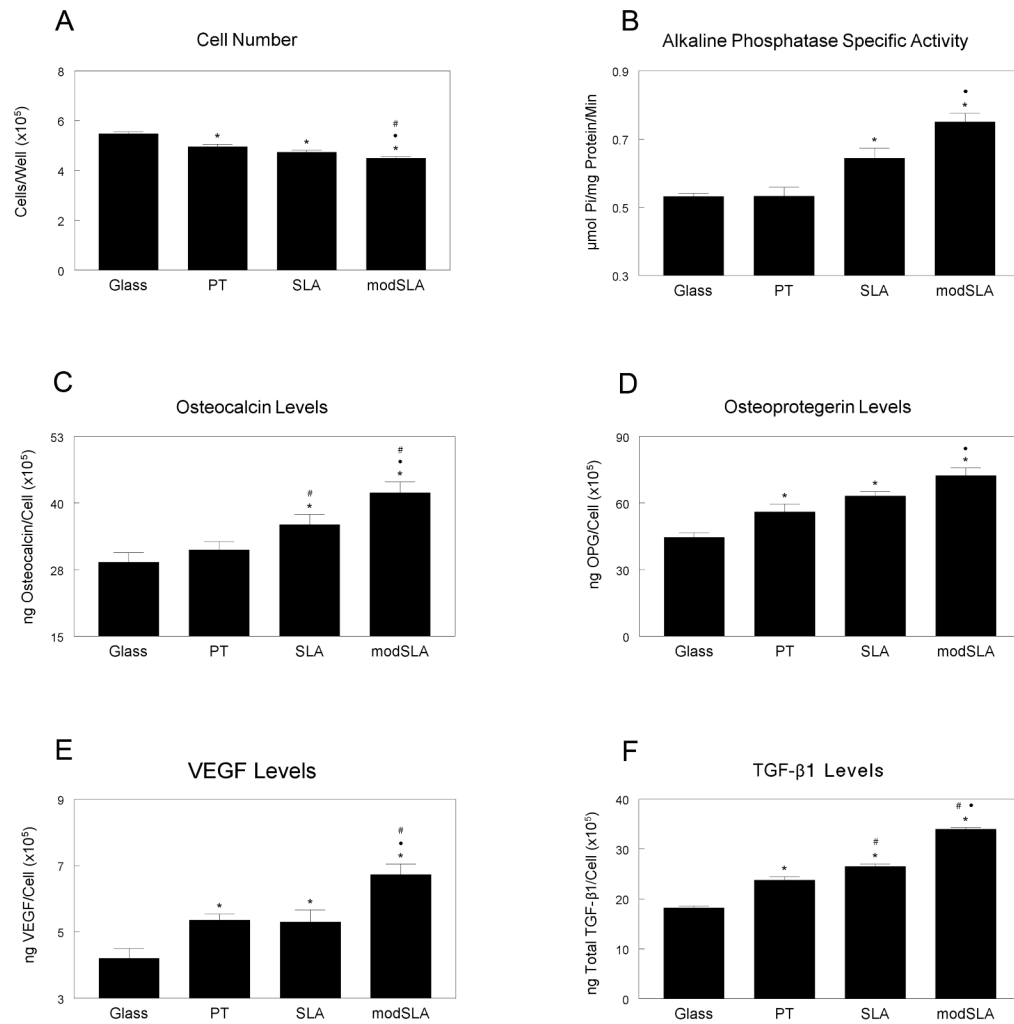 A
Cell Number
Cells/Well (x10⁵)
8
6
4
2
0
*
*
#
•
*
Glass PT SLA modSLA
B
Alkaline Phosphatase Specific Activity
µmol Pi/mg Protein/Min
0.9
0.7
0.5
0.3
*
•
*
Glass PT SLA modSLA
C
Osteocalcin Levels
ng Osteocalcin/Cell (x10⁵)
53
40
28
15
#
*
#
•
*
Glass PT SLA modSLA
D
Osteoprotegerin Levels
ng OPG/Cell (x10⁵)
90
60
30
0
*
*
•
*
Glass PT SLA modSLA
E
VEGF Levels
ng VEGF/Cell (x10⁵)
9
7
5
3
*
*
#
•
*
Glass PT SLA modSLA
F
TGF-β1 Levels
ng Total TGF-β1/Cell (x10⁵)
40
30
20
10
0
*
#
*
# •
*
Glass PT SLA modSLA